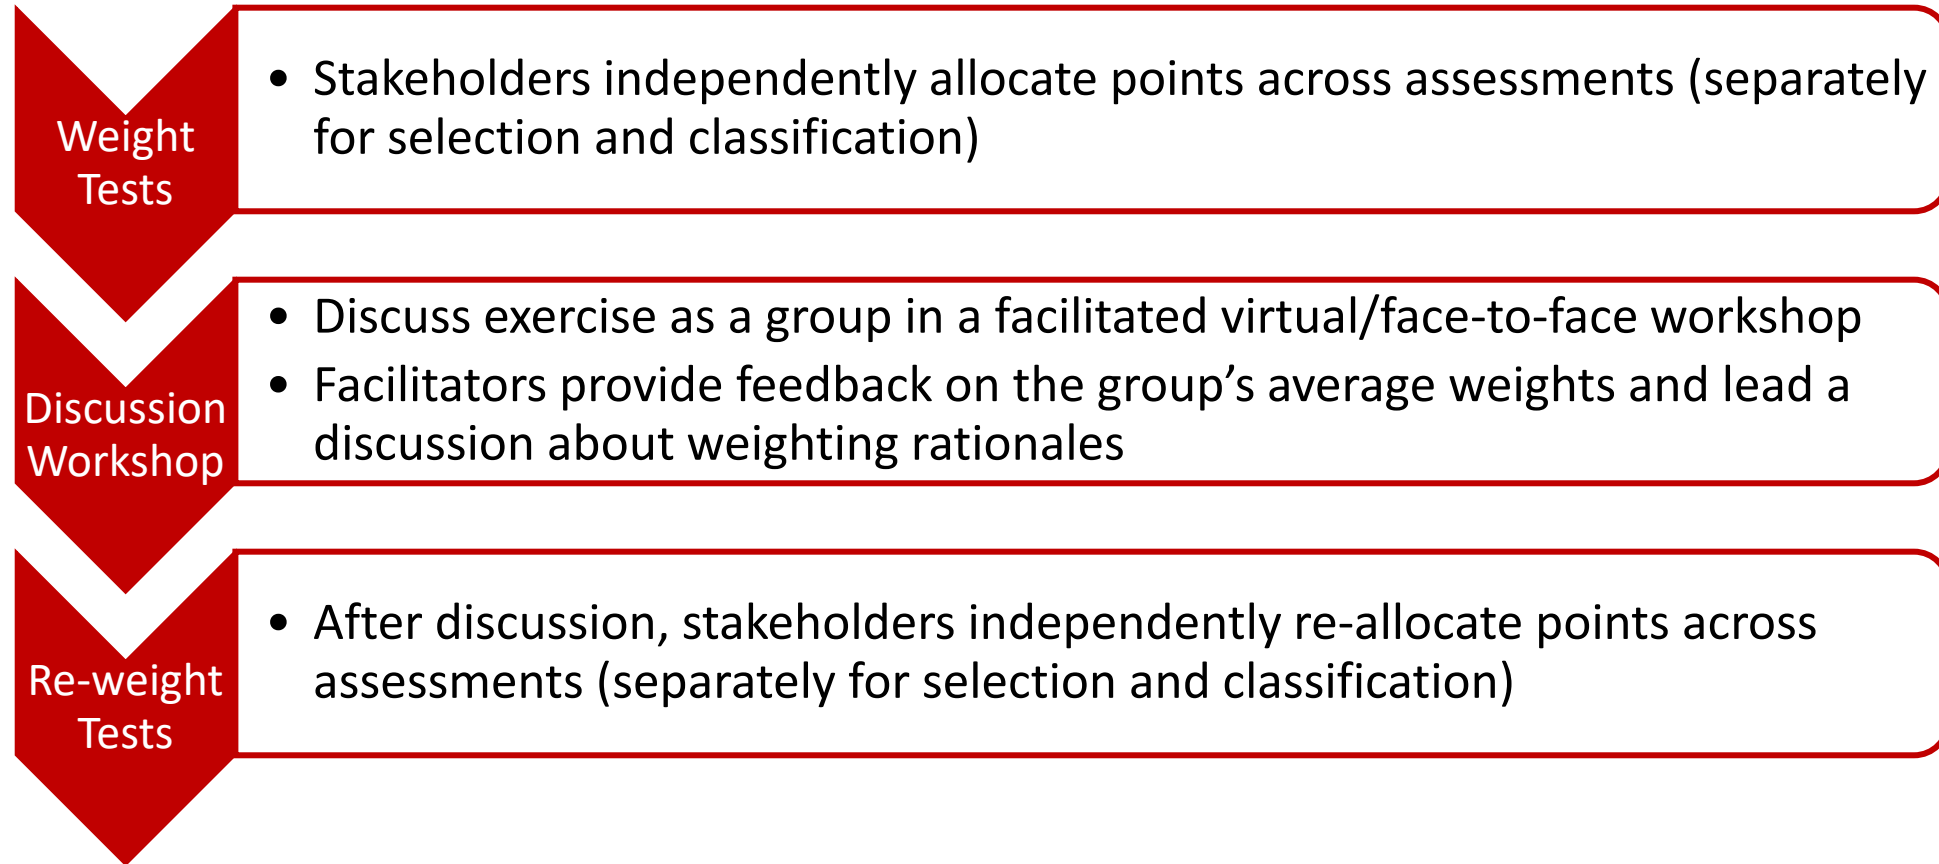 Weight
Tests
• Stakeholders independently allocate points across assessments (separately
for selection and classification)
Discussion
Workshop
• Discuss exercise as a group in a facilitated virtual/face-to-face workshop
• Facilitators provide feedback on the group’s average weights and lead a
discussion about weighting rationales
Re-weight
Tests
• After discussion, stakeholders independently re-allocate points across
assessments (separately for selection and classification)